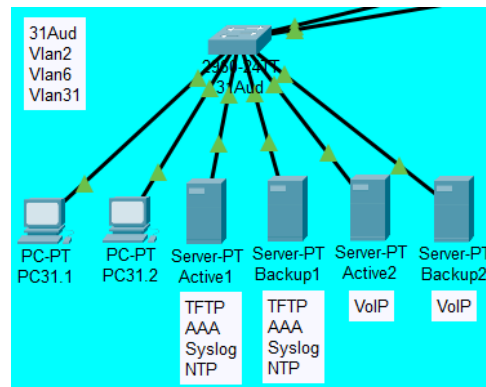 31Aud
Vlan2
Vlan6
Vlan31
2960-24TT
31Aud
PC-PT
PC31.1
PC-PT
PC31.2
Server-PT
Active1
Server-PT
Backup1
Server-PT
Active2
Server-PT
Backup2
TFTP
AAA
Syslog
NTP
TFTP
AAA
Syslog
NTP
VoIP
VoIP